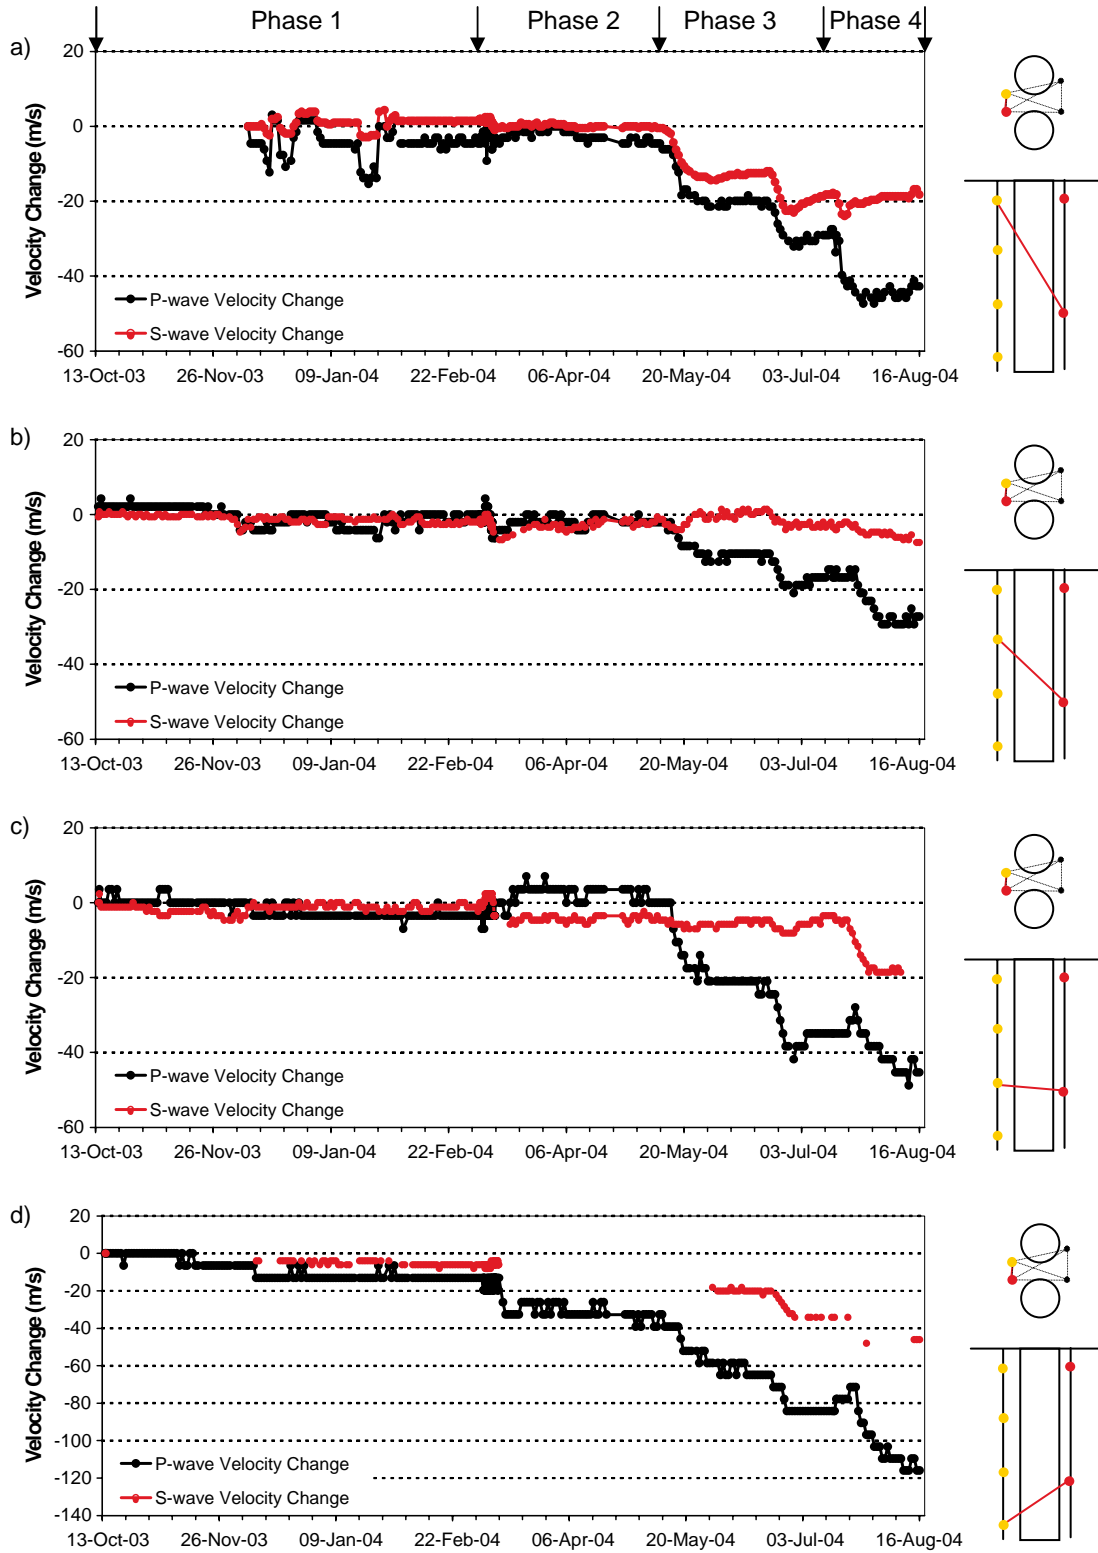 Phase 1 Phase 2 Phase 3 Phase 4
a)
20
0
-20
-40
-60
Velocity Change (m/s)
P-wave Velocity Change
S-wave Velocity Change
13-Oct-03 26-Nov-03 09-Jan-04 22-Feb-04 06-Apr-04 20-May-04 03-Jul-04 16-Aug-04
b)
20
0
-20
-40
-60
Velocity Change (m/s)
P-wave Velocity Change
S-wave Velocity Change
13-Oct-03 26-Nov-03 09-Jan-04 22-Feb-04 06-Apr-04 20-May-04 03-Jul-04 16-Aug-04
c)
20
0
-20
-40
-60
Velocity Change (m/s)
P-wave Velocity Change
S-wave Velocity Change
13-Oct-03 26-Nov-03 09-Jan-04 22-Feb-04 06-Apr-04 20-May-04 03-Jul-04 16-Aug-04
d)
20
0
-20
-40
-60
-80
-100
-120
-140
Velocity Change (m/s)
P-wave Velocity Change
S-wave Velocity Change
13-Oct-03 26-Nov-03 09-Jan-04 22-Feb-04 06-Apr-04 20-May-04 03-Jul-04 16-Aug-04